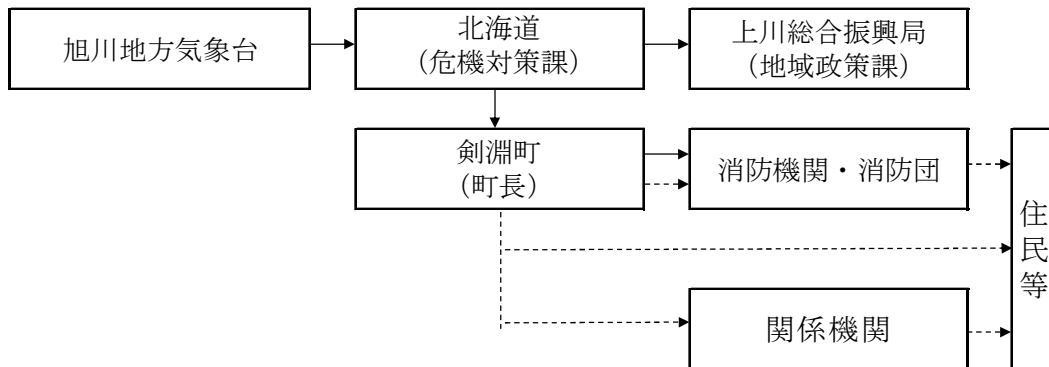 旭川地方気象台
北海道
（危機対策課）
上川総合振興局
（地域政策課）
剣淵町
（町長）
消防機関・消防団
住民等
関係機関